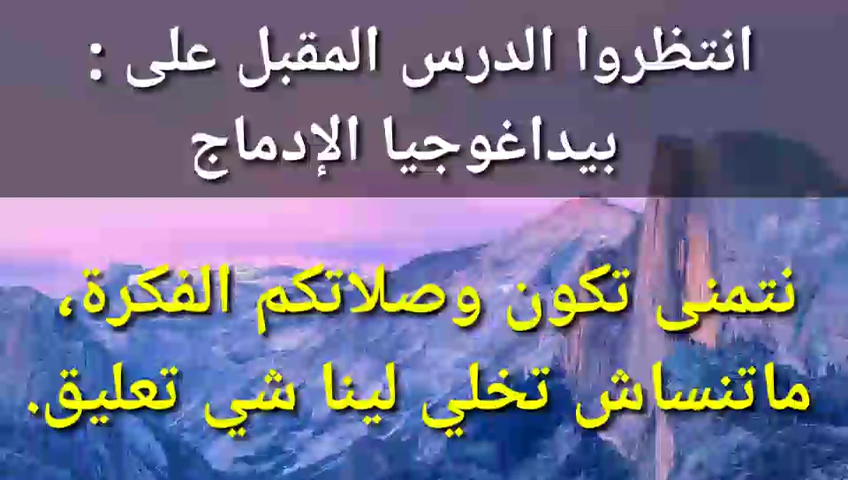 انتظروا الدرس المقبل على :
بيداغوجيا الإدماج
نتمنى تكون وصلاتكم الفكرة،
ماتنساش تخلي لينا شي تعليق.